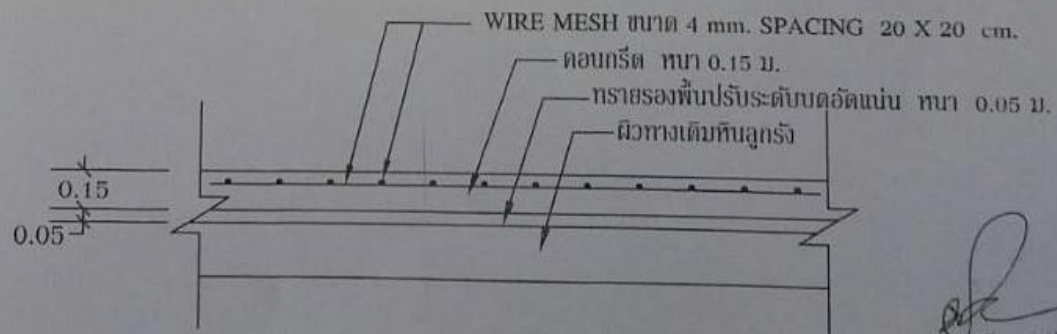 WIRE MESH ขนาด 4 mm. SPACING 20 X 20 cm.
คอนกรีต หนา 0.15 ม.
ทรายรองพื้นปรับระดับบดอัดแน่น หนา 0.05 ม.
ผิวทางเดิมหินลูกรัง
0.15
0.05